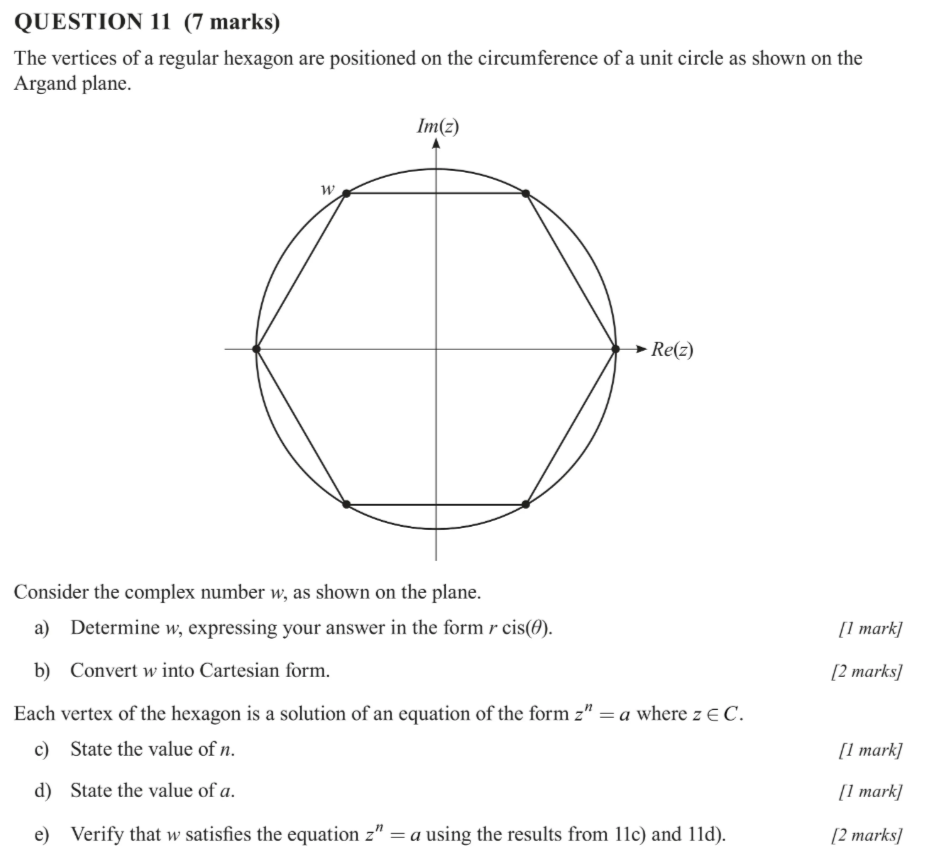 QUESTION 11 (7 marks)
The vertices of a regular hexagon are positioned on the circumference of a unit circle as shown on the
Argand plane.
Im(z)
w
Re(z)
Consider the complex number w, as shown on the plane.
a) Determine w, expressing your answer in the form r cis(θ). [1 mark]
b) Convert w into Cartesian form. [2 marks]
Each vertex of the hexagon is a solution of an equation of the form zⁿ = a where z ∈ C.
c) State the value of n. [1 mark]
d) State the value of a. [1 mark]
e) Verify that w satisfies the equation zⁿ = a using the results from 11c) and 11d). [2 marks]